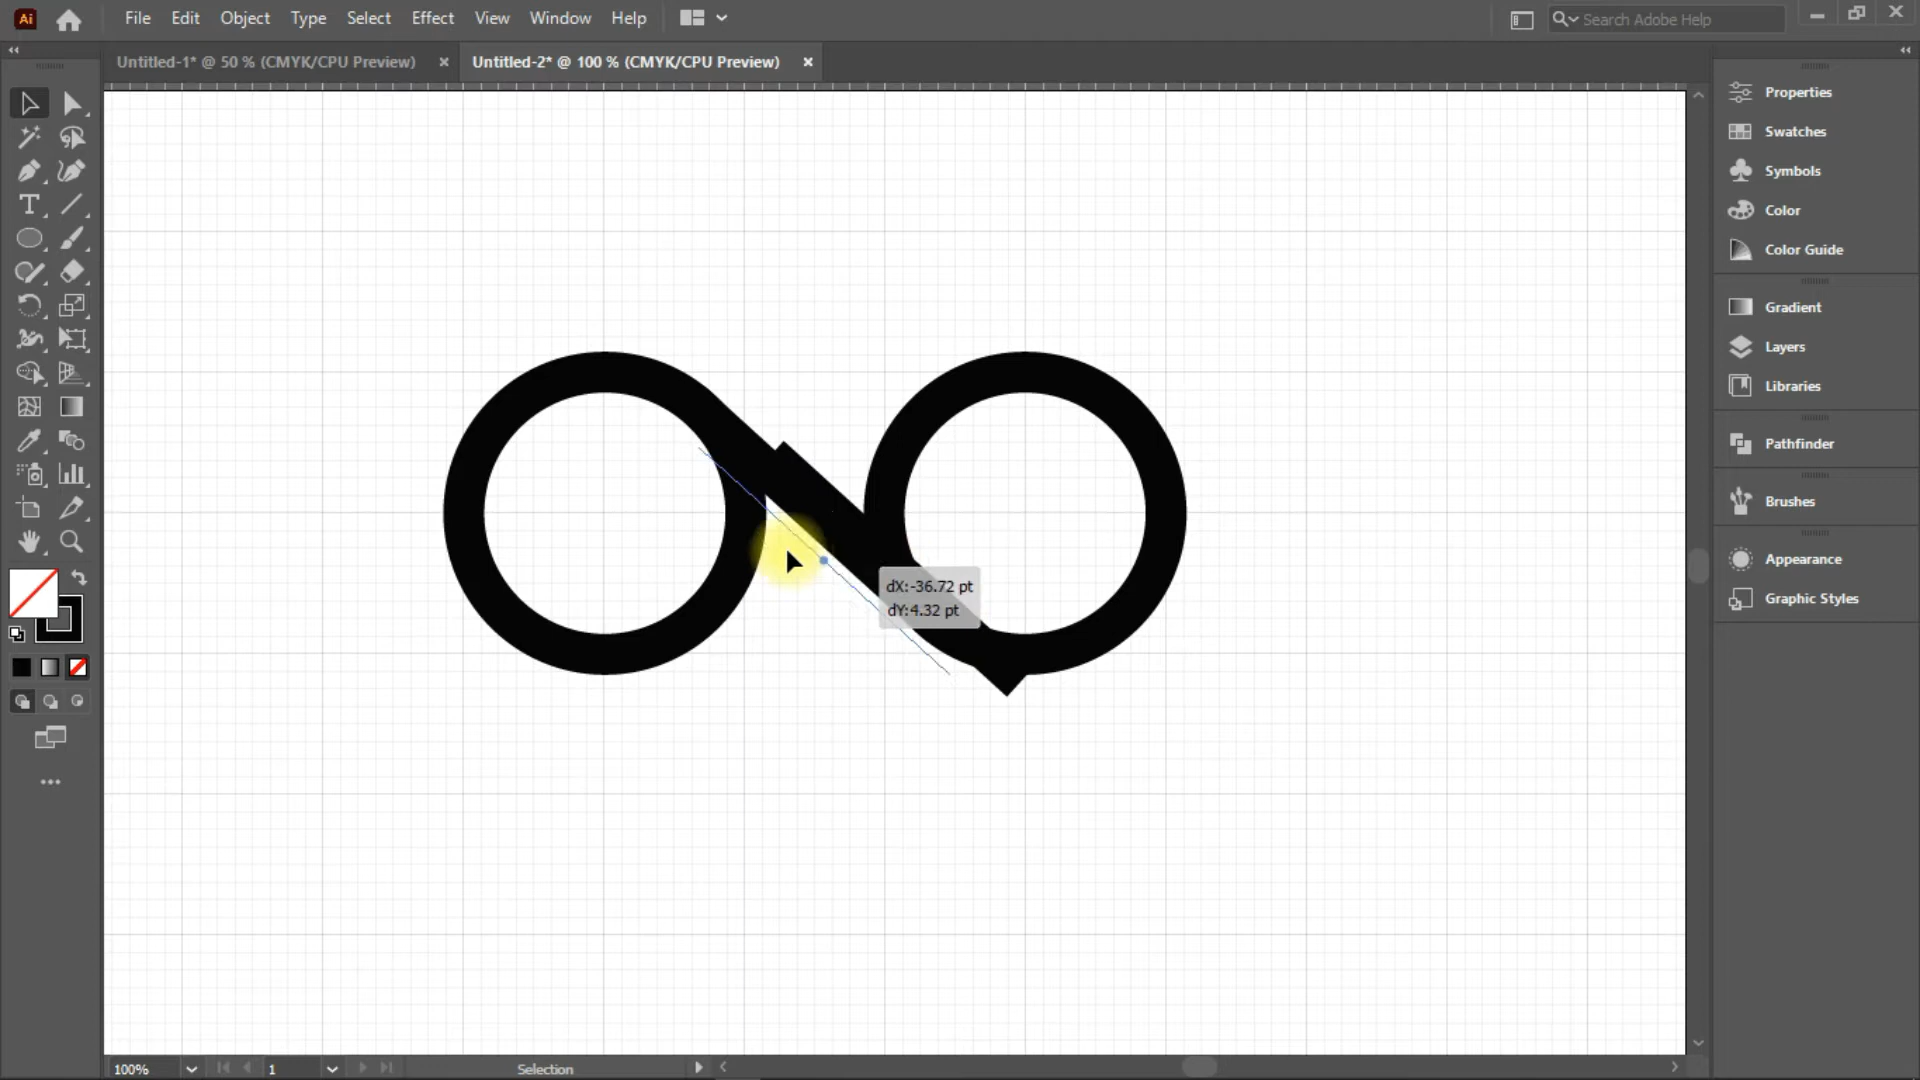 Ai File Edit Object Type Select Effect View Window Help Search Adobe Help
Untitled-1* @ 50 % (CMYK/CPU Preview) × Untitled-2* @ 100 % (CMYK/CPU Preview) ×
Properties
Swatches
Symbols
Color
Color Guide
Gradient
Layers
Libraries
Pathfinder
Brushes
Appearance
Graphic Styles
dX:-36.72 pt
dY:4.32 pt
100% 1 Selection